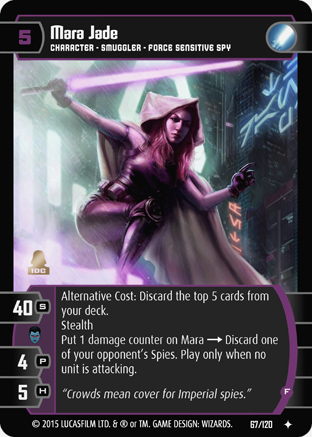 5
Mara Jade
CHARACTER - SMUGGLER - FORCE SENSITIVE SPY
IDC
40 S
4 P
5 H
Alternative Cost: Discard the top 5 cards from
your deck.
Stealth
Put 1 damage counter on Mara → Discard one
of your opponent's Spies. Play only when no
unit is attacking.
“Crowds mean cover for Imperial spies.”
F
© 2015 LUCASFILM LTD. & ® or TM. GAME DESIGN: WIZARDS.
67/120